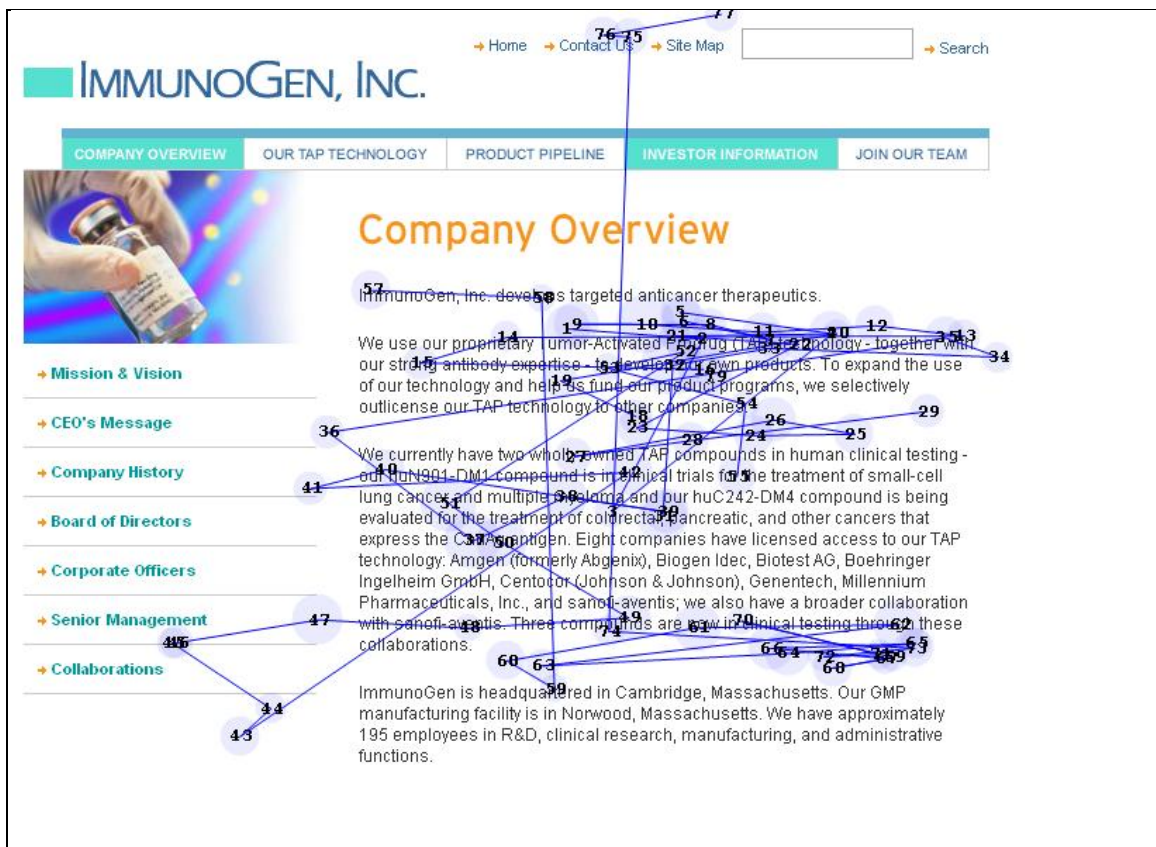 Home Contact Us Site Map Search
IMMUNOGEN, INC.
COMPANY OVERVIEW OUR TAP TECHNOLOGY PRODUCT PIPELINE INVESTOR INFORMATION JOIN OUR TEAM
Company Overview
ImmunoGen, Inc. develops targeted anticancer therapeutics.
We use our proprietary Tumor-Activated Prodrug (TAP) technology - together with
our strong antibody expertise - to develop our own products. To expand the use
of our technology and help us fund our product programs, we selectively
outlicense our TAP technology to other companies.
We currently have two wholly-owned TAP compounds in human clinical testing -
our huN901-DM1 compound is in clinical trials for the treatment of small-cell
lung cancer and multiple myeloma and our huC242-DM4 compound is being
evaluated for the treatment of colorectal, pancreatic, and other cancers that
express the antigen. Eight companies have licensed access to our TAP
technology: Amgen (formerly Abgenix), Biogen Idec, Biotest AG, Boehringer
Ingelheim GmbH, Centocor (Johnson & Johnson), Genentech, Millennium
Pharmaceuticals, Inc., and sanofi-aventis; we also have a broader collaboration
with sanofi-aventis. Three compounds are now in clinical testing through these
collaborations.
ImmunoGen is headquartered in Cambridge, Massachusetts. Our GMP
manufacturing facility is in Norwood, Massachusetts. We have approximately
195 employees in R&D, clinical research, manufacturing, and administrative
functions.
Mission & Vision
CEO's Message
Company History
Board of Directors
Corporate Officers
Senior Management
Collaborations